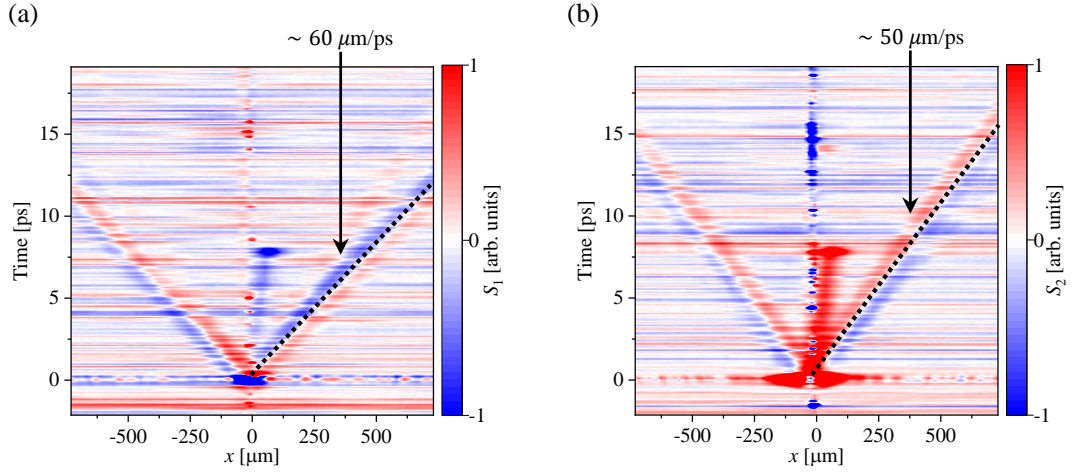 (a)
(b)
~ 60 μm/ps
~ 50 μm/ps
Time [ps]
15
10
5
0
-500 -250 0 250 500
x [μm]
1
0
-1
S1 [arb. units]
Time [ps]
15
10
5
0
-500 -250 0 250 500
x [μm]
1
0
-1
S2 [arb. units]